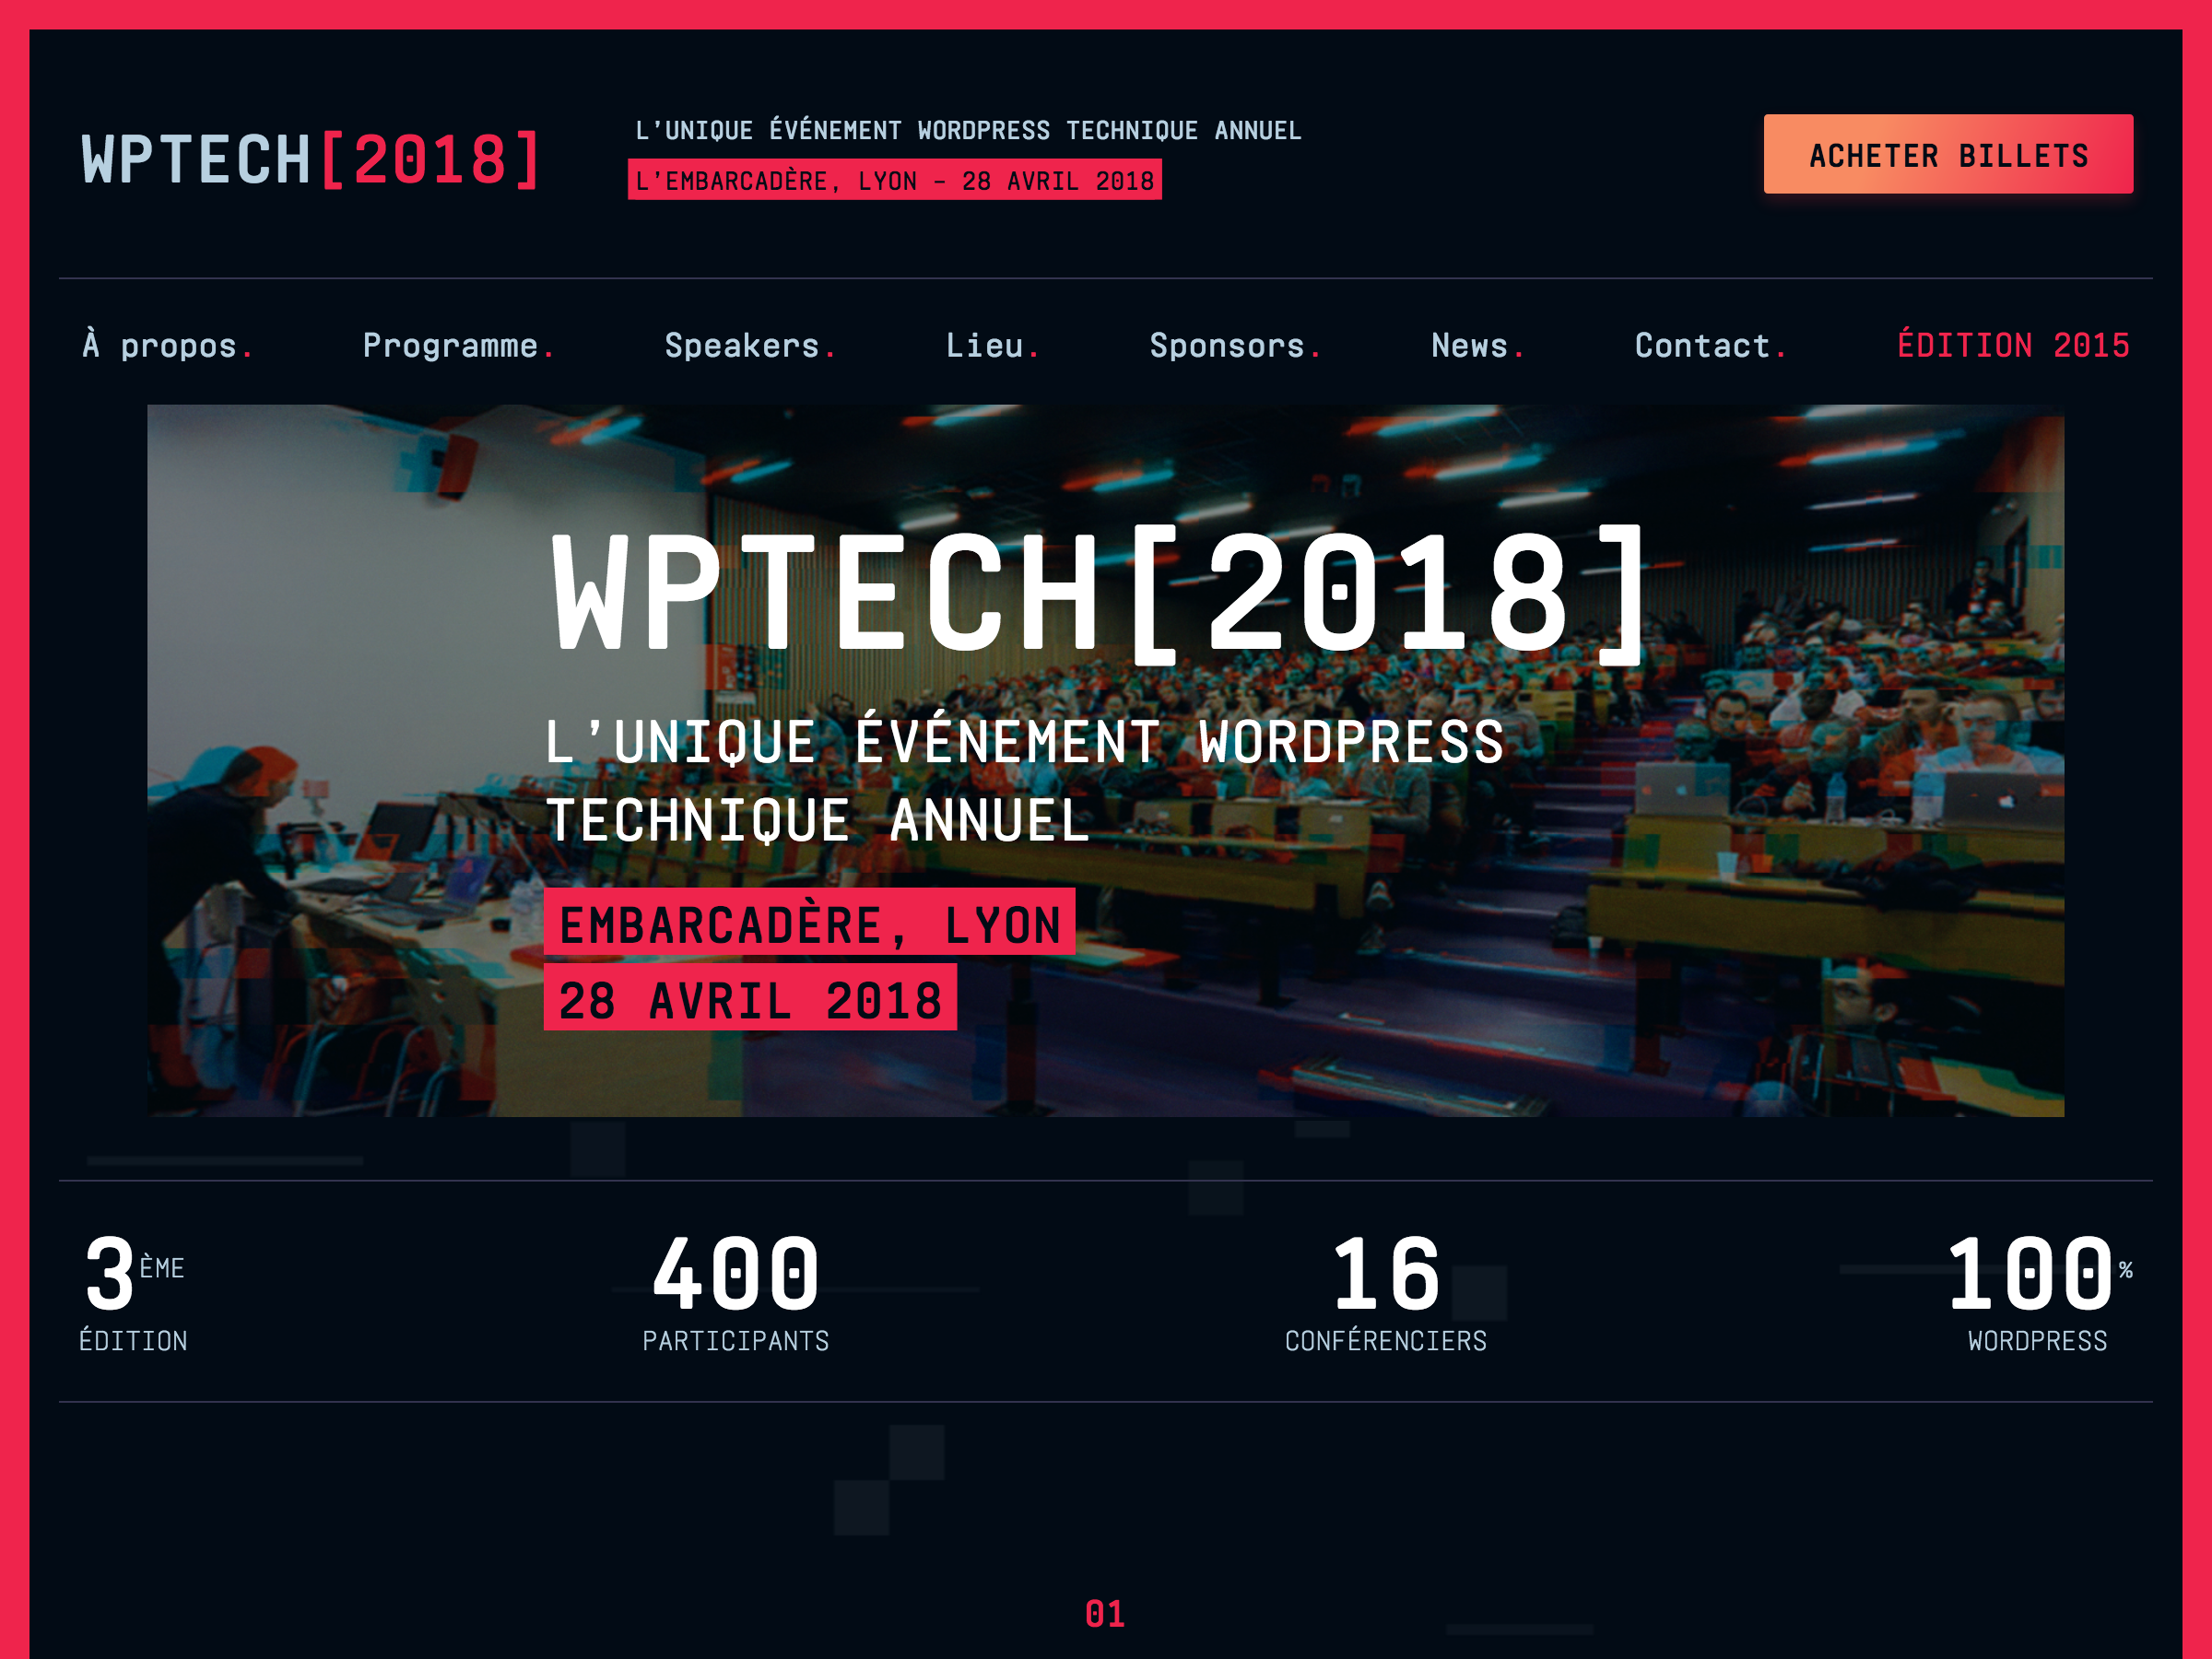 WPTECH[2018]
L'UNIQUE ÉVÉNEMENT WORDPRESS TECHNIQUE ANNUEL
L'EMBARCADÈRE, LYON – 28 AVRIL 2018
ACHETER BILLETS
À propos. Programme. Speakers. Lieu. Sponsors. News. Contact. ÉDITION 2015
WPTECH[2018]
L'UNIQUE ÉVÉNEMENT WORDPRESS
TECHNIQUE ANNUEL
EMBARCADÈRE, LYON
28 AVRIL 2018
3ÈME
ÉDITION
400
PARTICIPANTS
16
CONFÉRENCIERS
100%
WORDPRESS
01